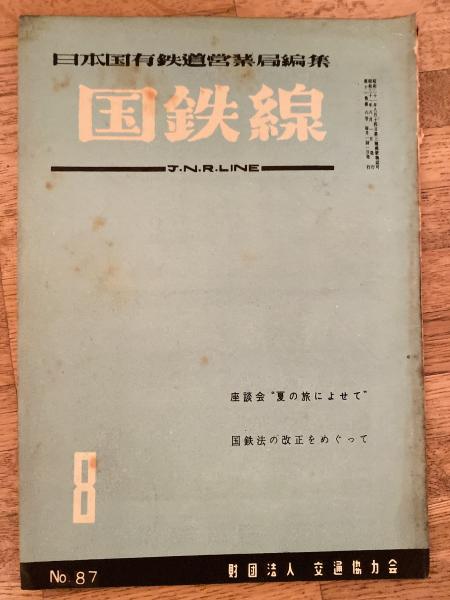 日本国有鉄道営業局編集
国鉄線
J.N.R.LINE
座談会“夏の旅によせて”
国鉄法の改正をめぐって
8
No.87
財団法人 交通協力会